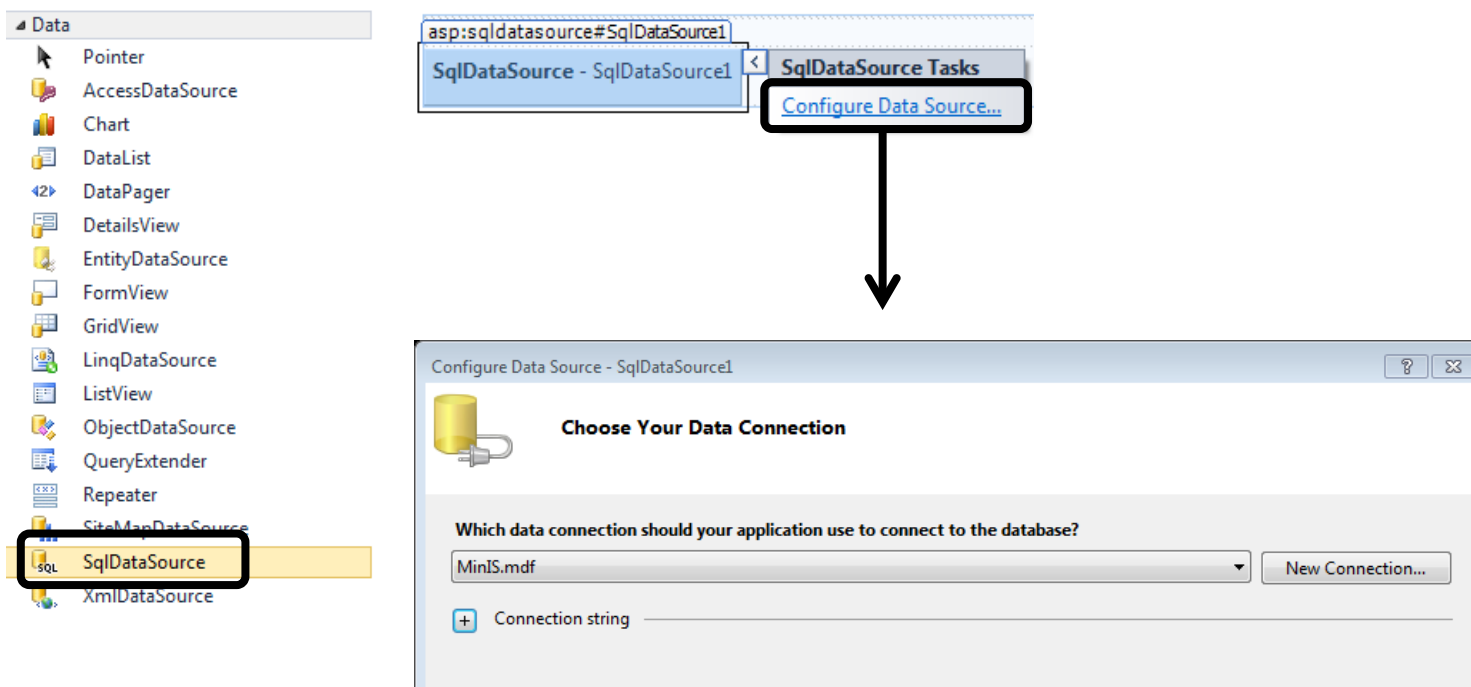 Data
Pointer
AccessDataSource
Chart
DataList
DataPager
DetailsView
EntityDataSource
FormView
GridView
LinqDataSource
ListView
ObjectDataSource
QueryExtender
Repeater
SiteMapDataSource
SqlDataSource
XmlDataSource
asp:sqldatasource#SqlDataSource1
SqlDataSource - SqlDataSource1
SqlDataSource Tasks
Configure Data Source...
Configure Data Source - SqlDataSource1
Choose Your Data Connection
Which data connection should your application use to connect to the database?
MinIS.mdf
New Connection...
Connection string